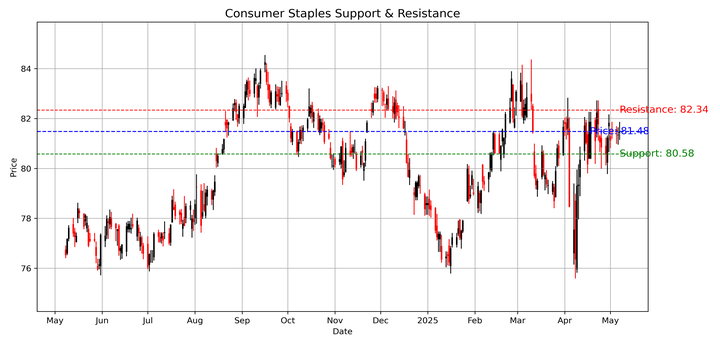 Consumer Staples Support & Resistance
Price
84
82
80
78
76
Resistance: 82.34
Price: 81.48
Support: 80.58
May Jun Jul Aug Sep Oct Nov Dec 2025 Feb Mar Apr May
Date